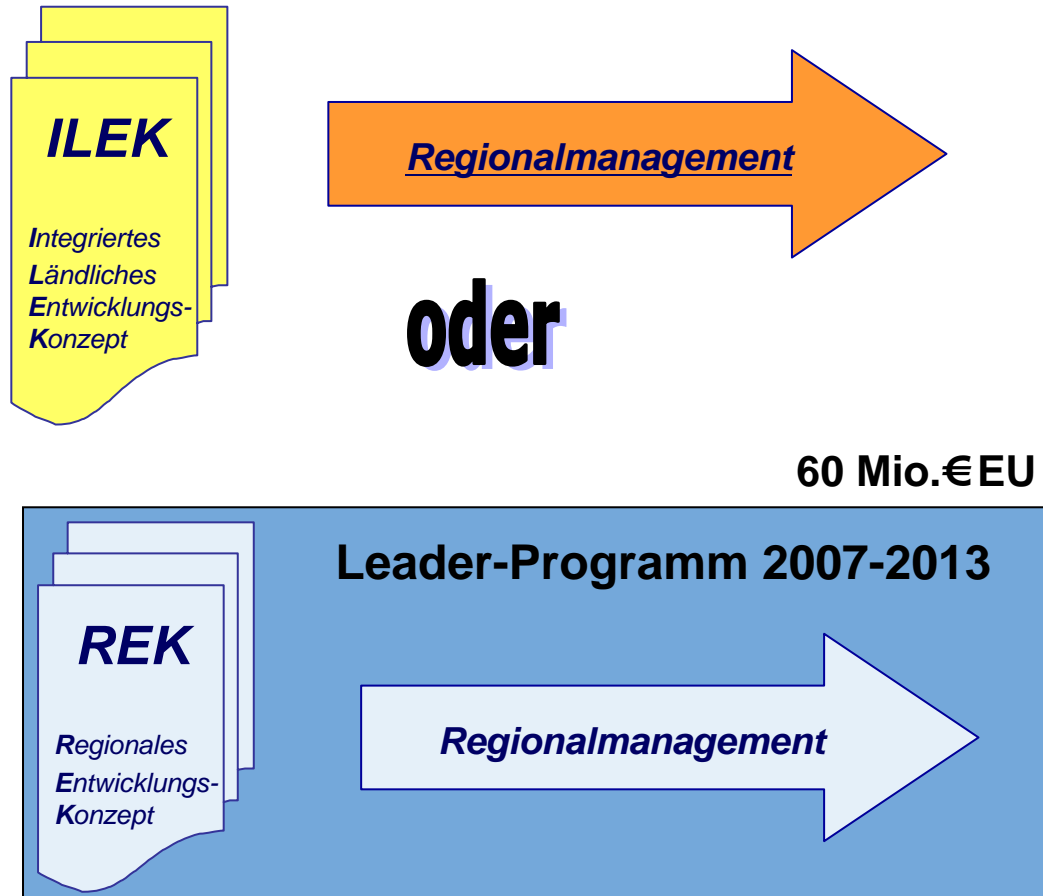 ILEK
Integriertes
Ländliches
Entwicklungs-
Konzept
Regionalmanagement
oder
60 Mio.€EU
Leader-Programm 2007-2013
REK
Regionales
Entwicklungs-
Konzept
Regionalmanagement